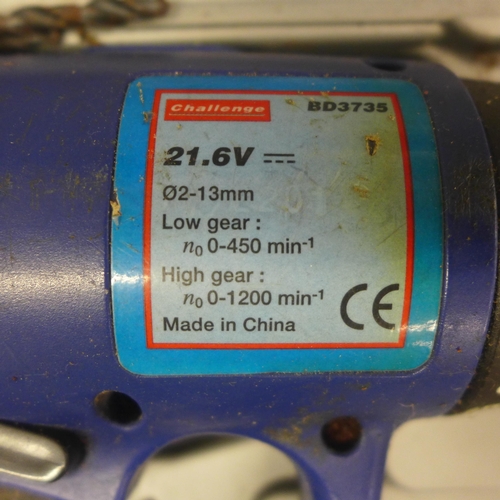 Challenge BD3735
21.6V ⎓
Ø2-13mm
Low gear :
n₀ 0-450 min⁻¹
High gear :
n₀ 0-1200 min⁻¹
Made in China CE